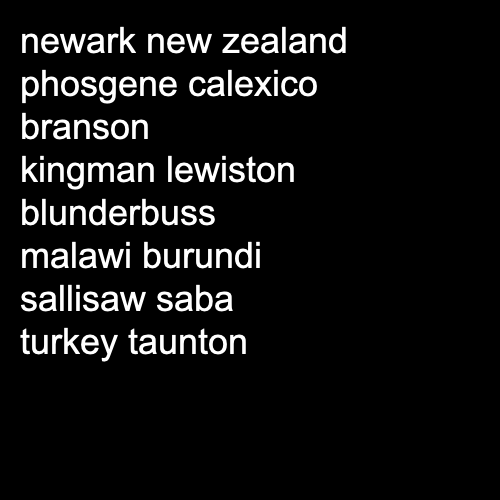 newark new zealand
phosgene calexico
branson
kingman lewiston
blunderbuss
malawi burundi
sallisaw saba
turkey taunton